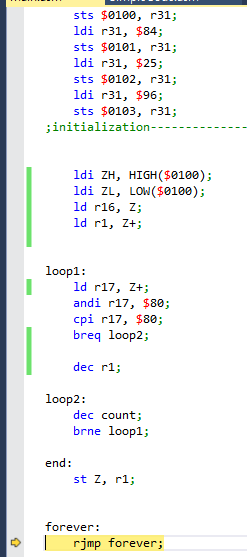 sts $0100, r31;
ldi r31, $84;
sts $0101, r31;
ldi r31, $25;
sts $0102, r31;
ldi r31, $96;
sts $0103, r31;
;initialization--------------
ldi ZH, HIGH($0100);
ldi ZL, LOW($0100);
ld r16, Z;
ld r1, Z+;
loop1:
ld r17, Z+;
andi r17, $80;
cpi r17, $80;
breq loop2;
dec r1;
loop2:
dec count;
brne loop1;
end:
st Z, r1;
forever:
rjmp forever;